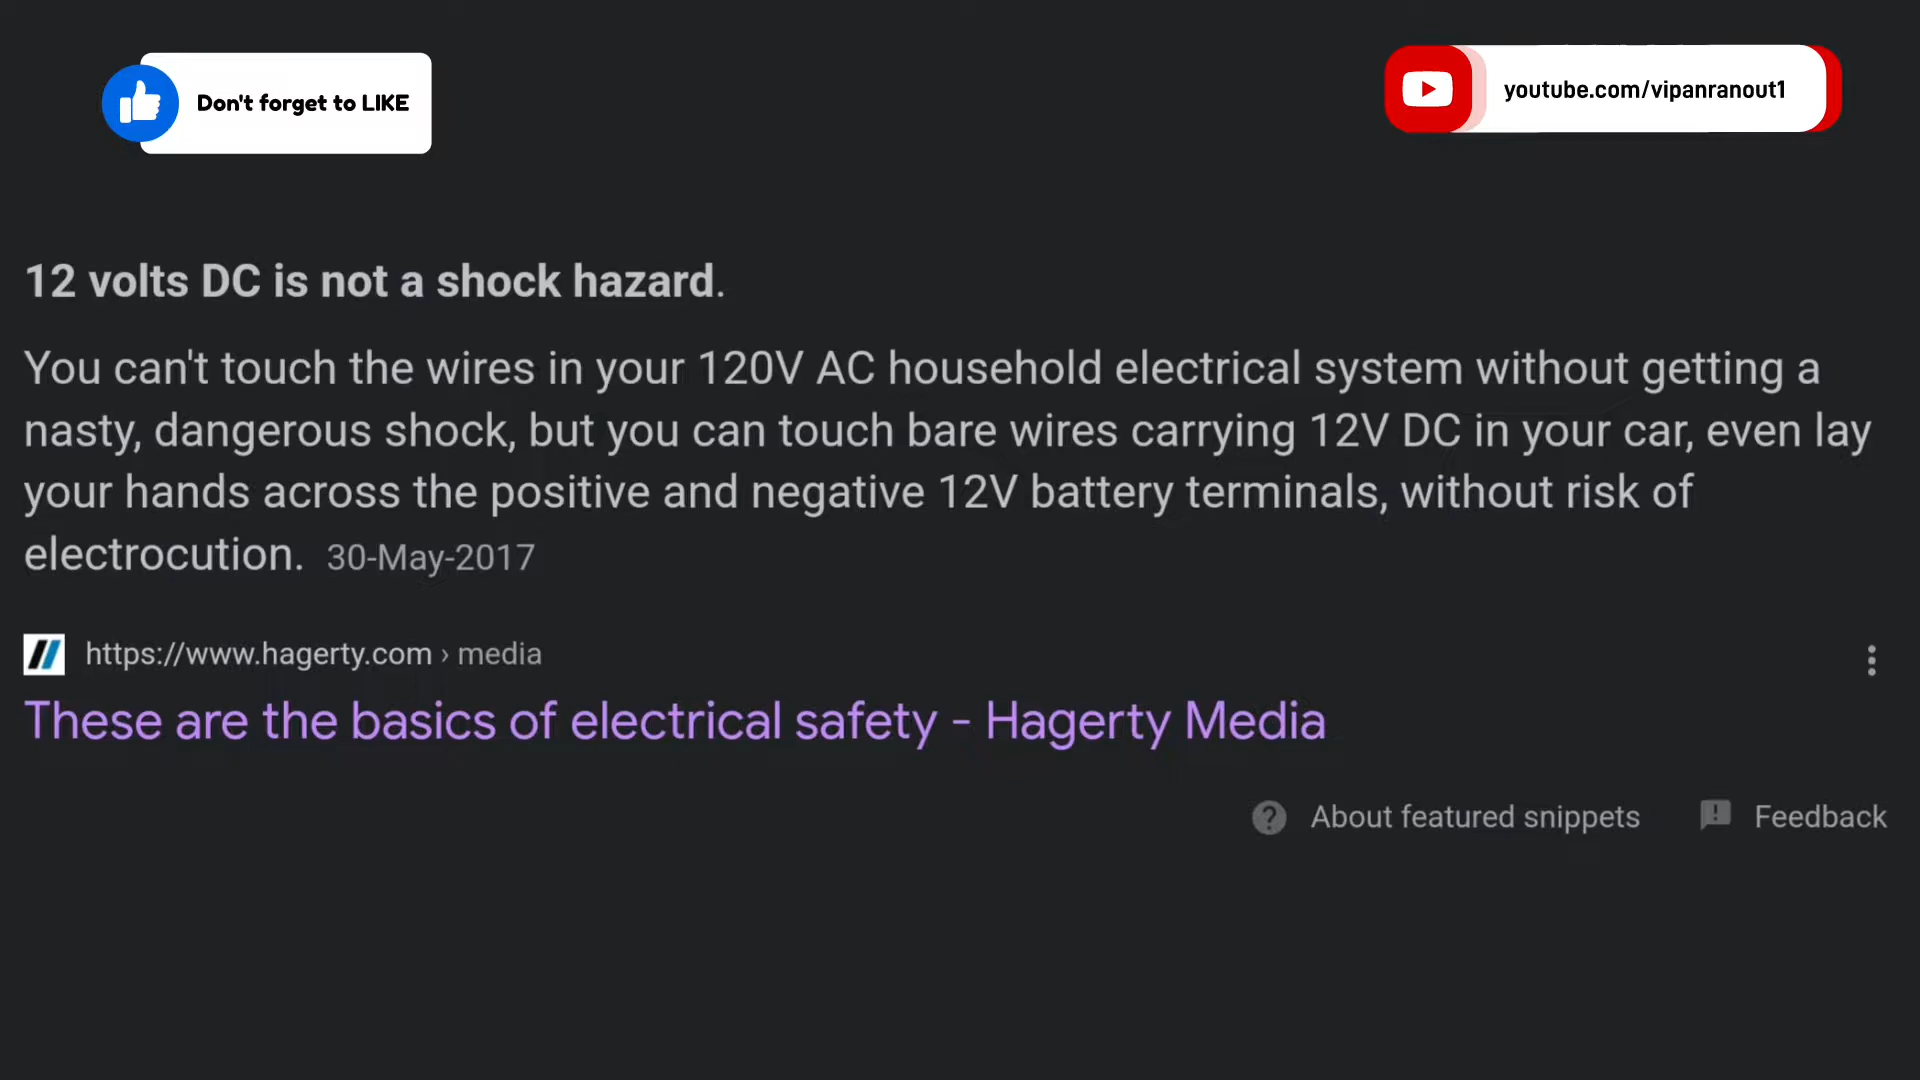 Don't forget to LIKE
youtube.com/vipanranout1
12 volts DC is not a shock hazard.
You can't touch the wires in your 120V AC household electrical system without getting a
nasty, dangerous shock, but you can touch bare wires carrying 12V DC in your car, even lay
your hands across the positive and negative 12V battery terminals, without risk of
electrocution. 30-May-2017
https://www.hagerty.com › media
These are the basics of electrical safety - Hagerty Media
About featured snippets Feedback